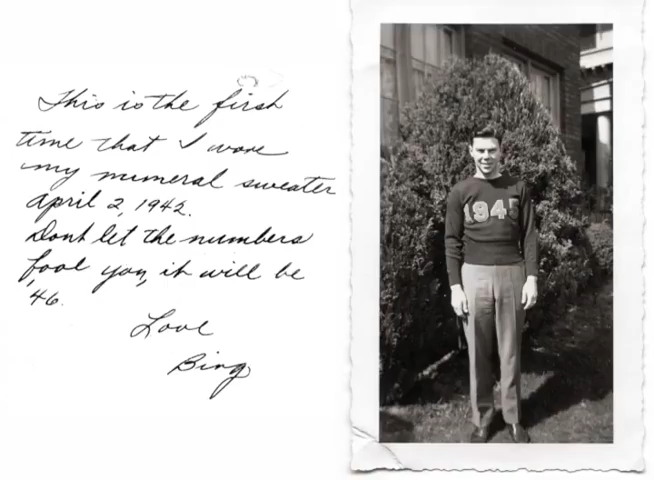 This is the first
time that I wore
my numeral sweater
April 2, 1942.
Dont let the numbers
fool you, it will be
'46.
Love
Bing
1945